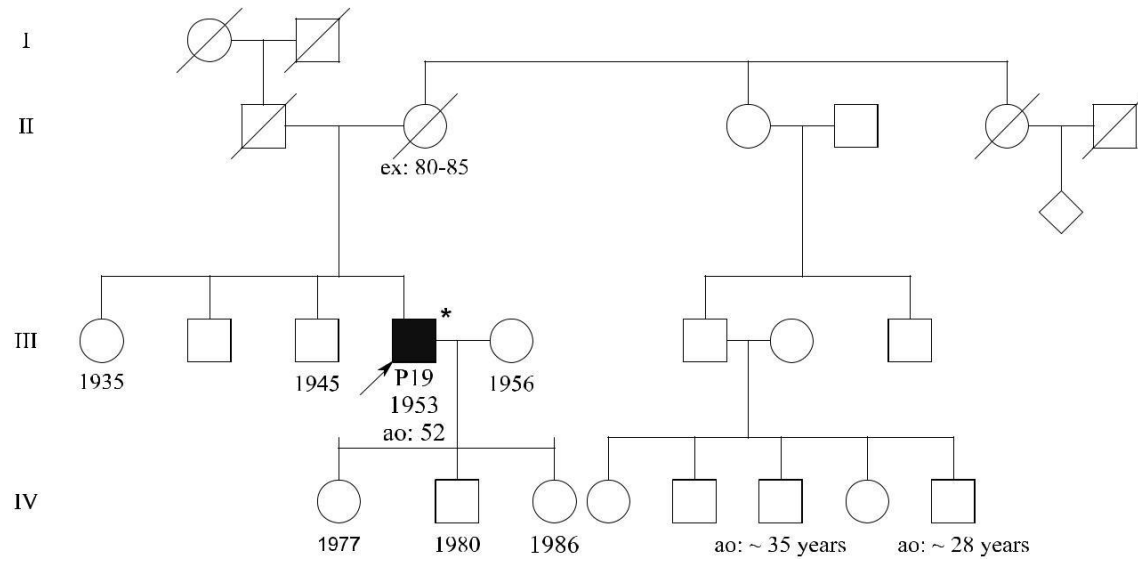 I
II
ex: 80-85
III
*
1935
1945
P19
1953
ao: 52
1956
IV
1977
1980
1986
ao: ~ 35 years
ao: ~ 28 years